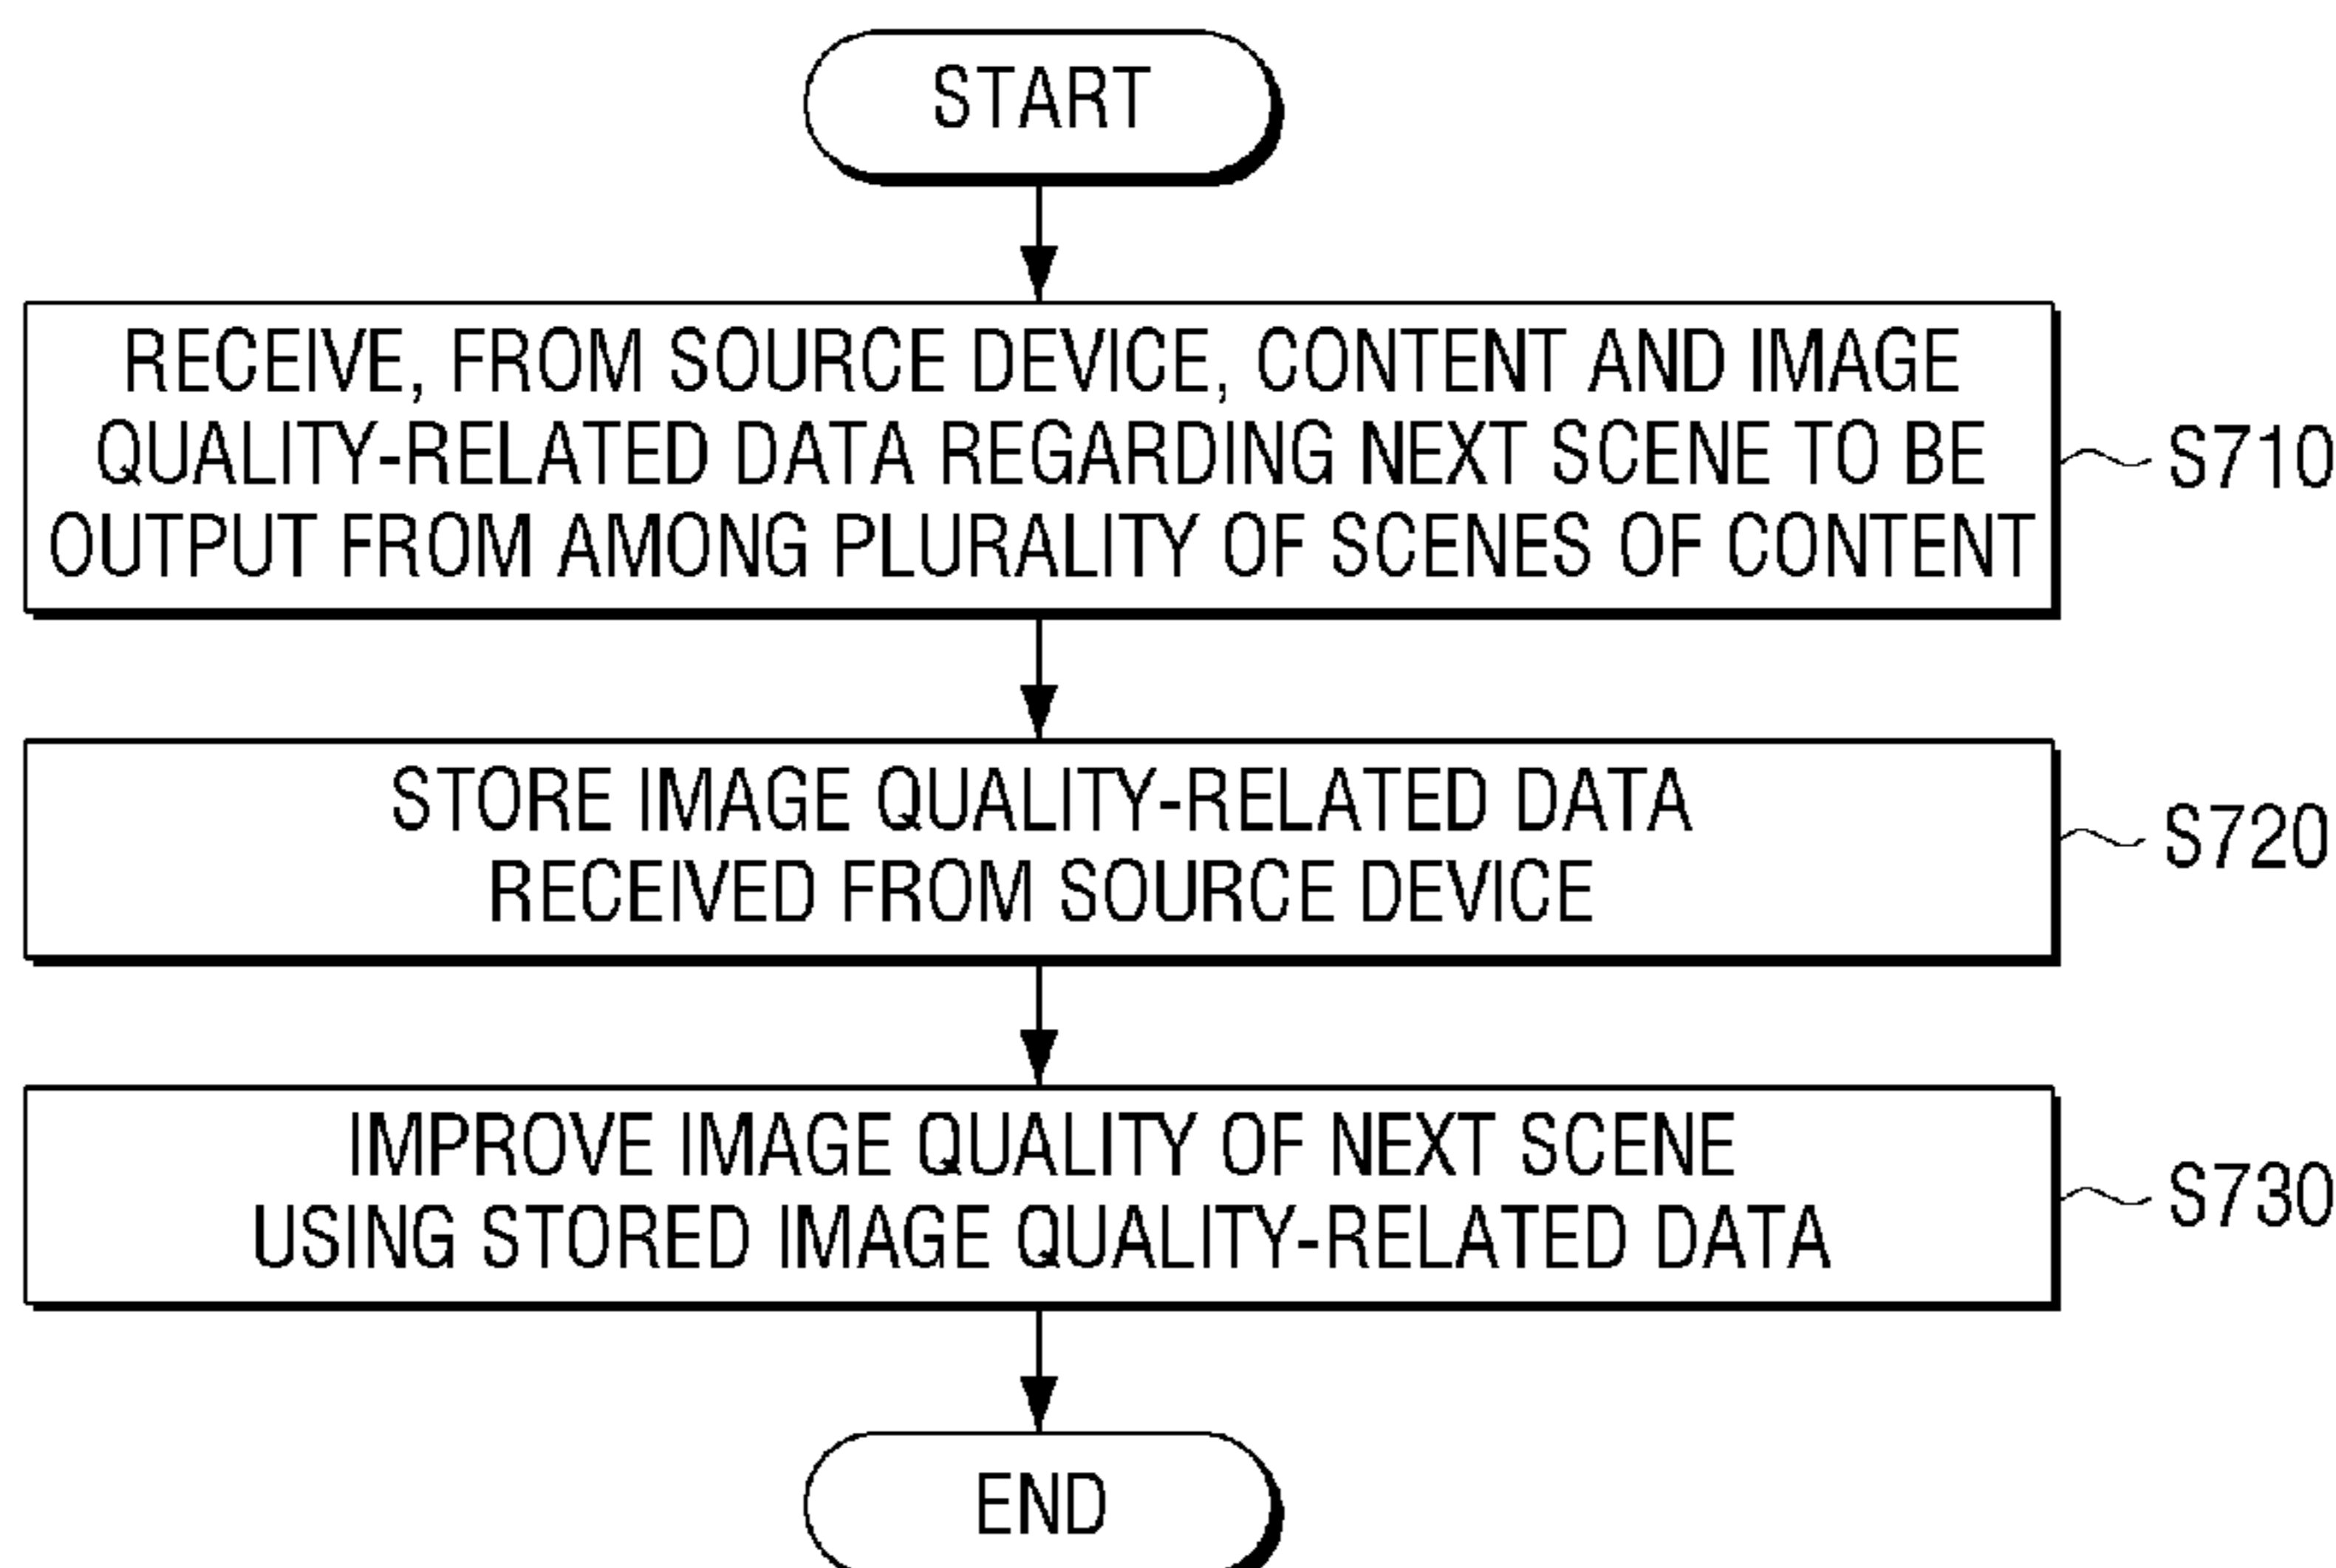 START
RECEIVE, FROM SOURCE DEVICE, CONTENT AND IMAGE
QUALITY-RELATED DATA REGARDING NEXT SCENE TO BE
OUTPUT FROM AMONG PLURALITY OF SCENES OF CONTENT
S710
STORE IMAGE QUALITY-RELATED DATA
RECEIVED FROM SOURCE DEVICE
S720
IMPROVE IMAGE QUALITY OF NEXT SCENE
USING STORED IMAGE QUALITY-RELATED DATA
S730
END